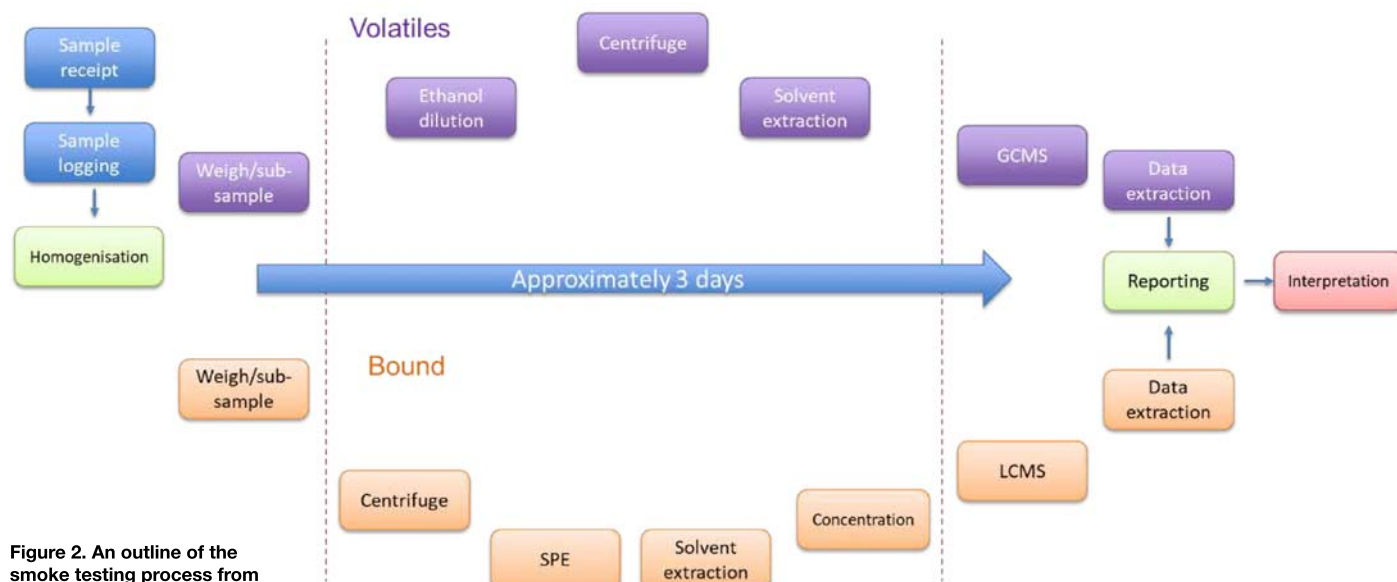 Sample
receipt
Sample
logging
Homogenisation
Weigh/sub-
sample
Volatiles
Ethanol
dilution
Centrifuge
Solvent
extraction
GCMS
Data
extraction
Approximately 3 days
Reporting
Interpretation
Weigh/sub-
sample
Bound
Centrifuge
SPE
Solvent
extraction
Concentration
LCMS
Data
extraction
Figure 2. An outline of the
smoke testing process from